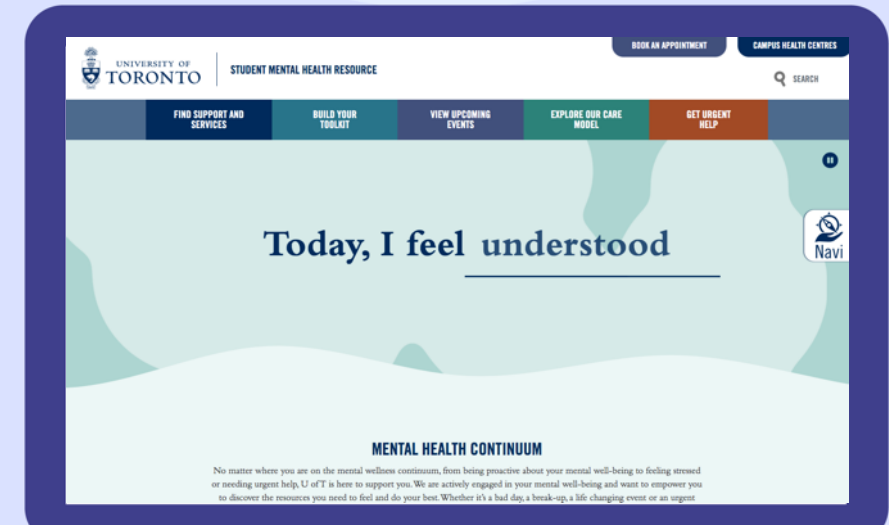 BOOK AN APPOINTMENT
CAMPUS HEALTH CENTRES
UNIVERSITY OF
TORONTO
STUDENT MENTAL HEALTH RESOURCE
SEARCH
FIND SUPPORT AND
SERVICES
BUILD YOUR
TOOLKIT
VIEW UPCOMING
EVENTS
EXPLORE OUR CARE
MODEL
GET URGENT
HELP
Today, I feel understood
Navi
MENTAL HEALTH CONTINUUM
No matter where you are on the mental wellness continuum, from being proactive about your mental well-being to feeling stressed
or needing urgent help, U of T is here to support you. We are actively engaged in your mental well-being and want to empower you
to discover the resources you need to feel and do your best. Whether it's a bad day, a break-up, a life changing event or an urgent